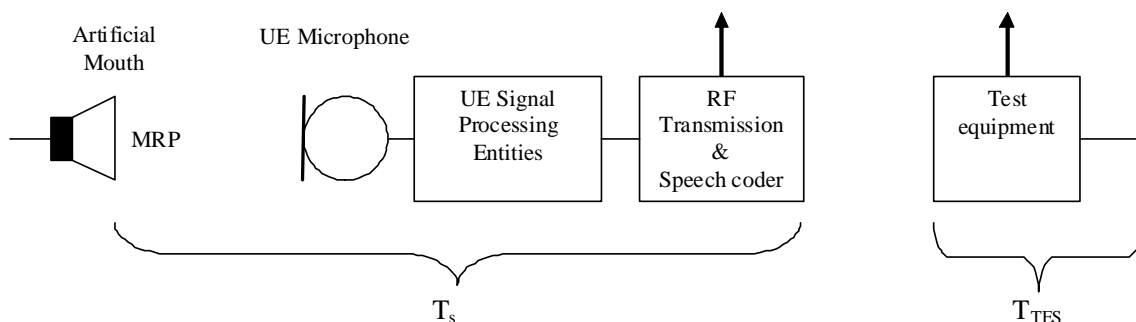 Artificial
Mouth
UE Microphone
MRP
UE Signal
Processing
Entities
RF
Transmission
&
Speech coder
Test
equipment
Ts
TTES